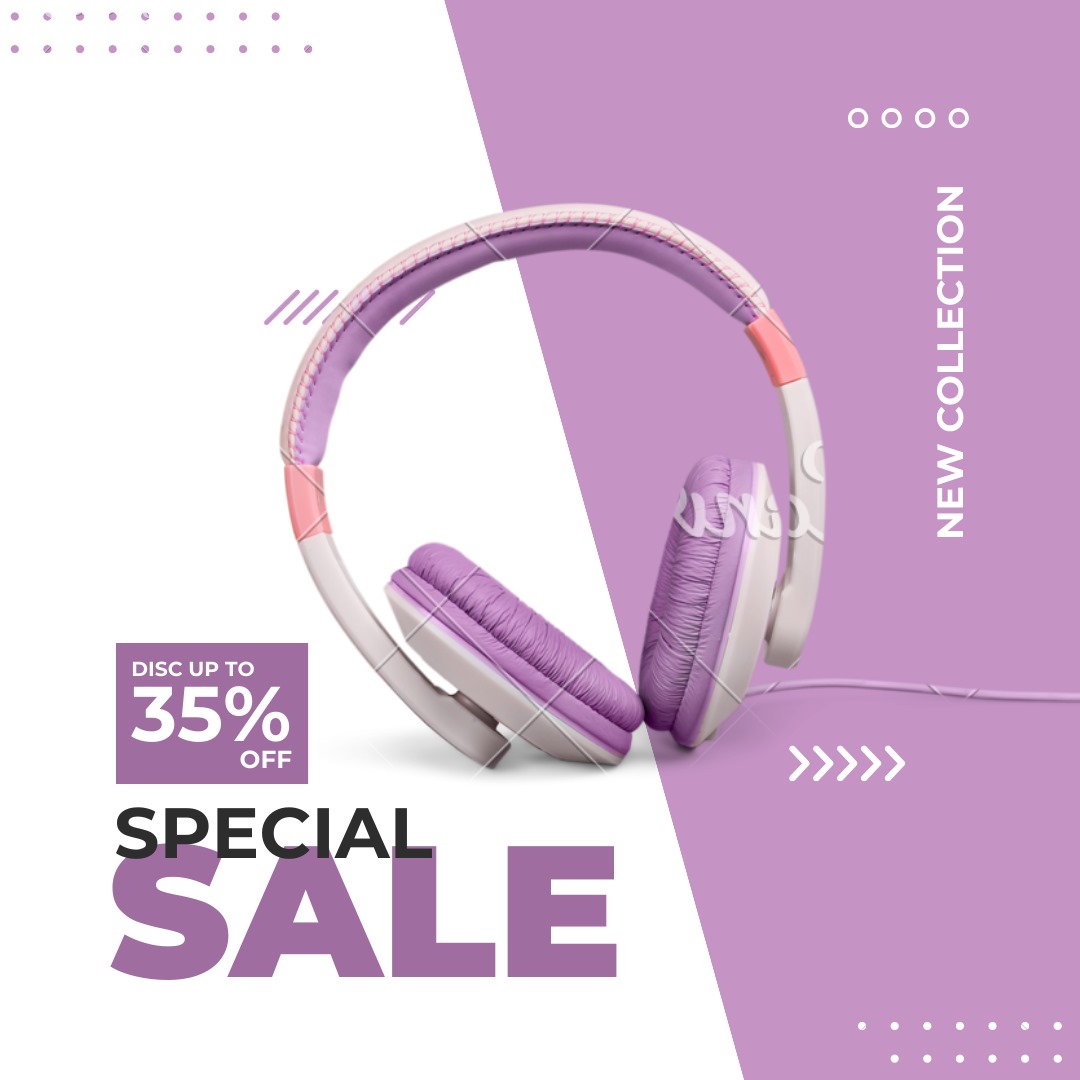 NEW COLLECTION
DISC UP TO
35%
OFF
SPECIAL
SALE